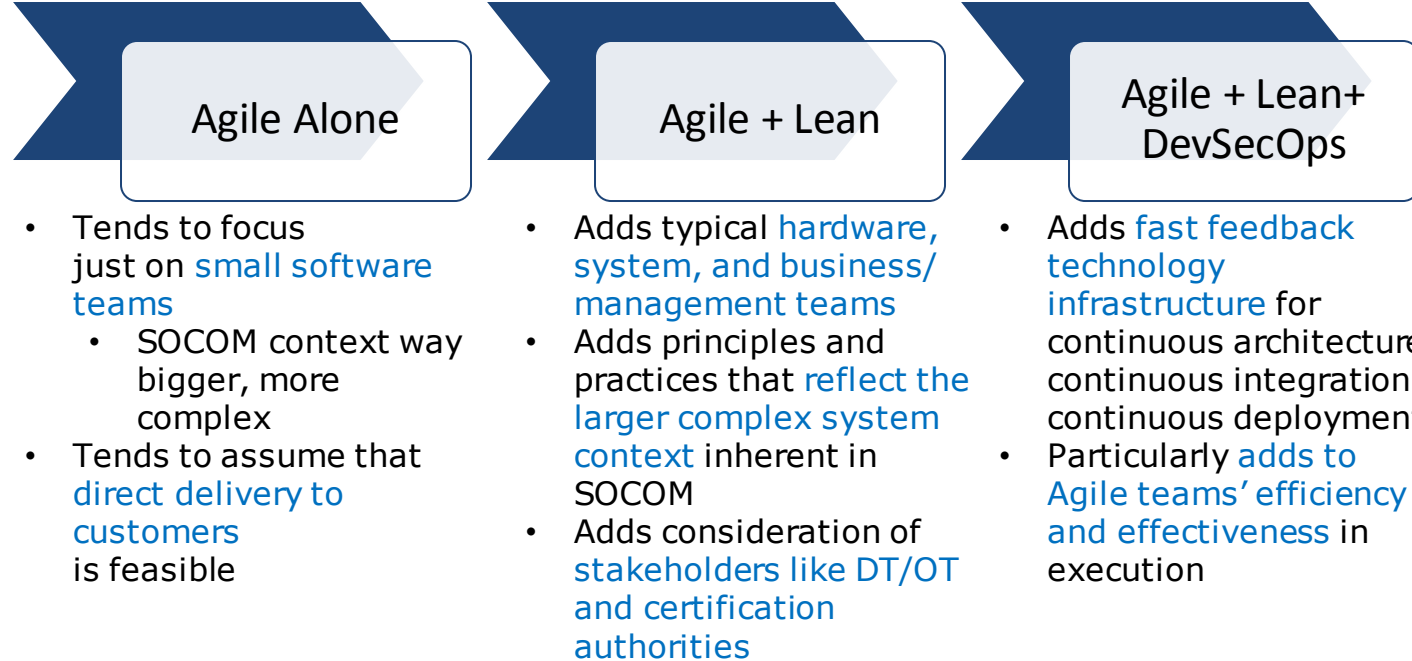 Agile Alone
• Tends to focus
just on small software
teams
• SOCOM context way
bigger, more
complex
• Tends to assume that
direct delivery to
customers
is feasible
Agile + Lean
• Adds typical hardware,
system, and business/
management teams
• Adds principles and
practices that reflect the
larger complex system
context inherent in
SOCOM
• Adds consideration of
stakeholders like DT/OT
and certification
authorities
Agile + Lean+
DevSecOps
• Adds fast feedback
technology
infrastructure for
continuous architecture
continuous integration
continuous deploymen
• Particularly adds to
Agile teams’ efficiency
and effectiveness in
execution